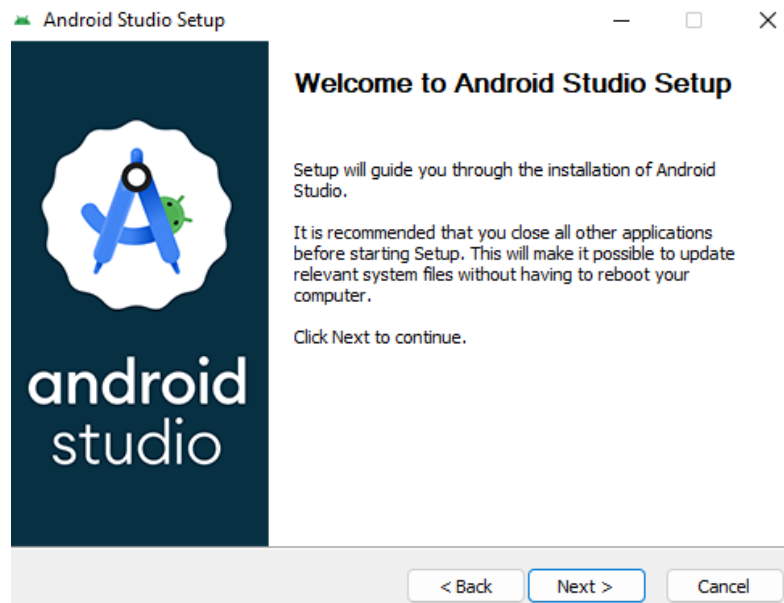 Android Studio Setup
Welcome to Android Studio Setup
Setup will guide you through the installation of Android
Studio.
It is recommended that you close all other applications
before starting Setup. This will make it possible to update
relevant system files without having to reboot your
computer.
Click Next to continue.
android
studio
< Back
Next >
Cancel